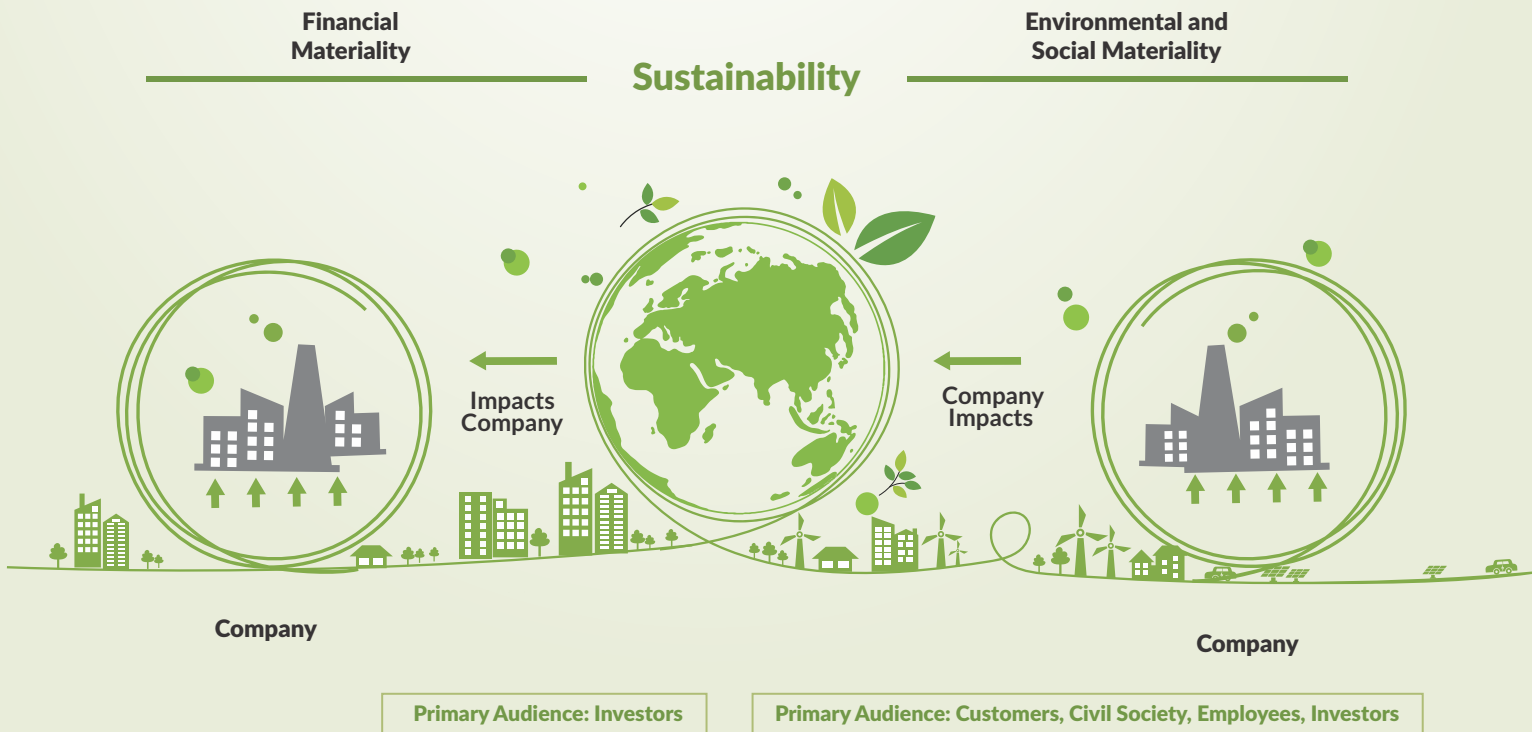 Financial
Materiality
Environmental and
Social Materiality
Sustainability
Impacts
Company
Company
Impacts
Company
Company
Primary Audience: Investors
Primary Audience: Customers, Civil Society, Employees, Investors